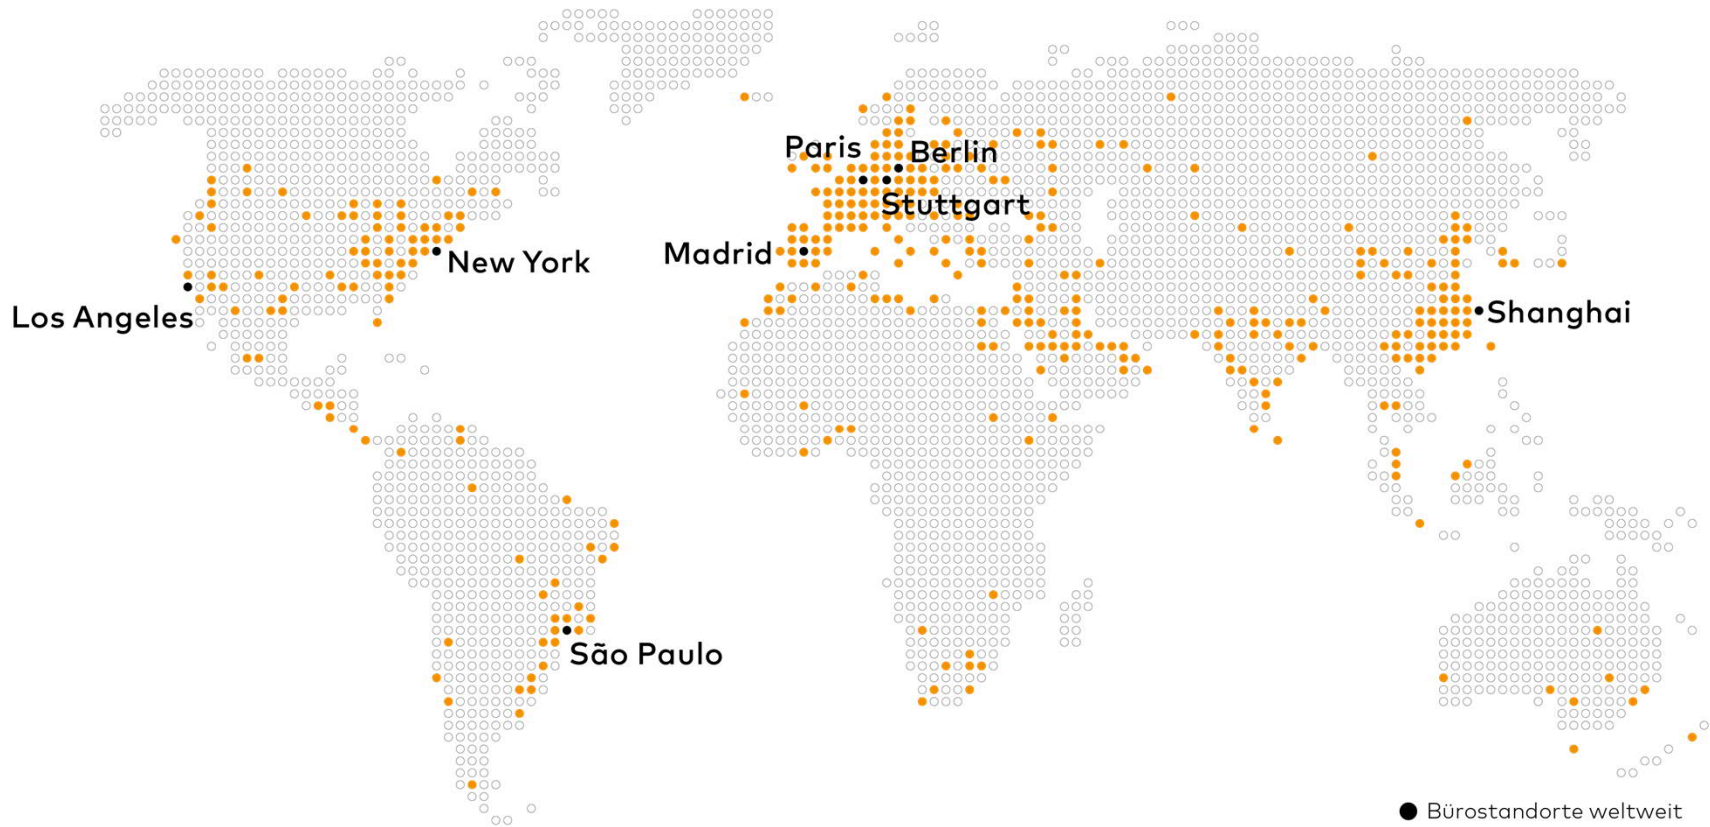 Paris
Berlin
Stuttgart
Madrid
New York
Los Angeles
Shanghai
São Paulo
Bürostandorte weltweit